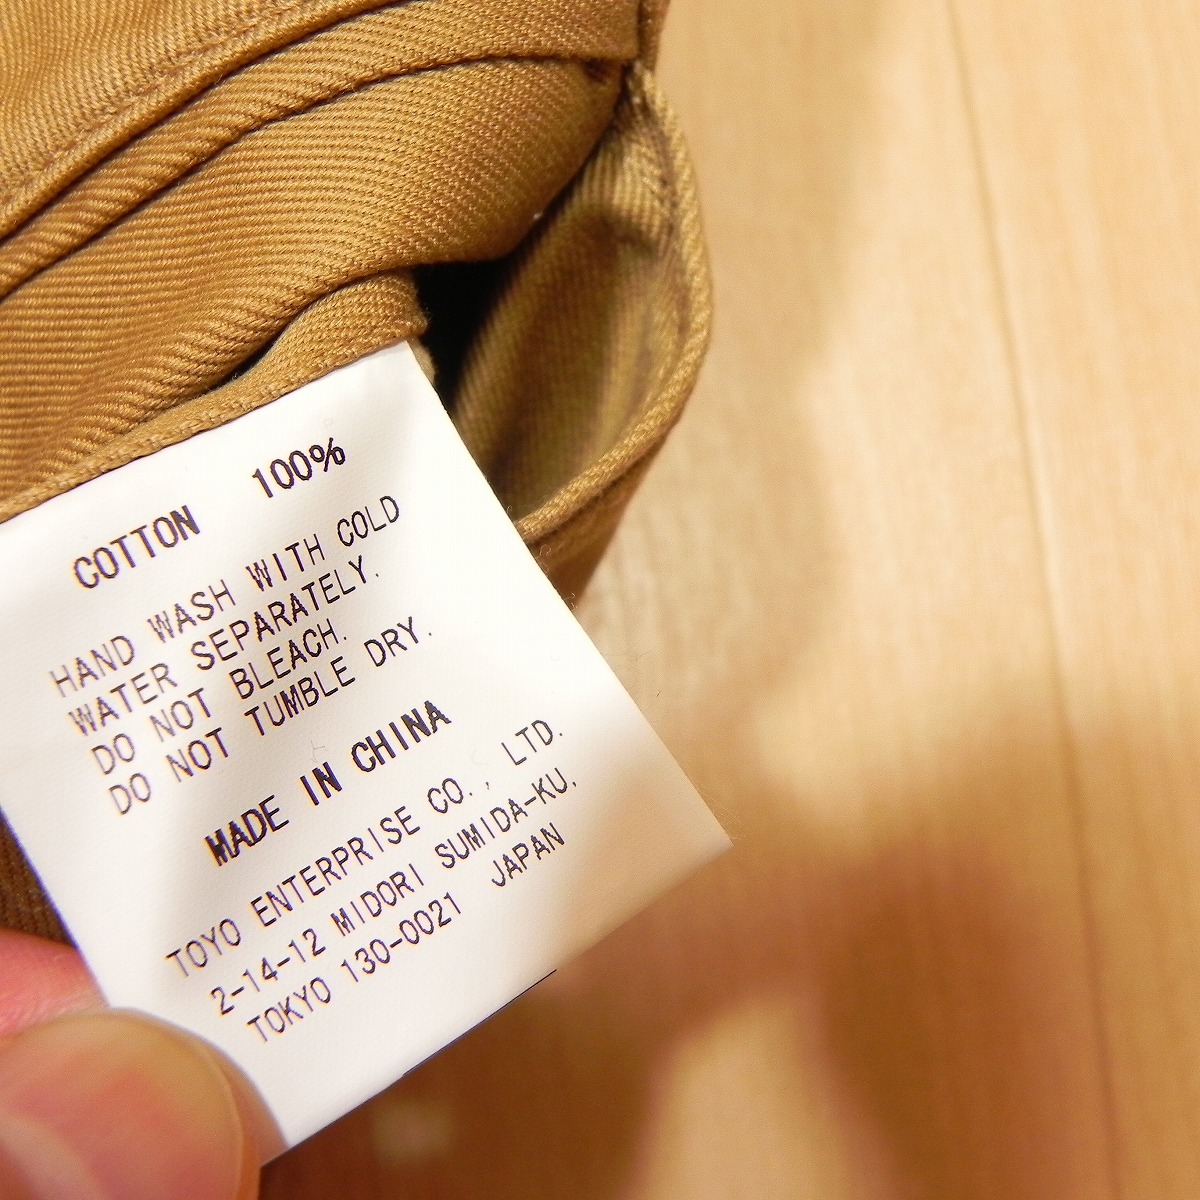 COTTON 100%
HAND WASH WITH COLD
WATER SEPARATELY.
DO NOT BLEACH.
DO NOT TUMBLE DRY.
MADE IN CHINA
TOYO ENTERPRISE CO., LTD.
2-14-12 MIDORI SUMIDA-KU,
TOKYO 130-0021 JAPAN